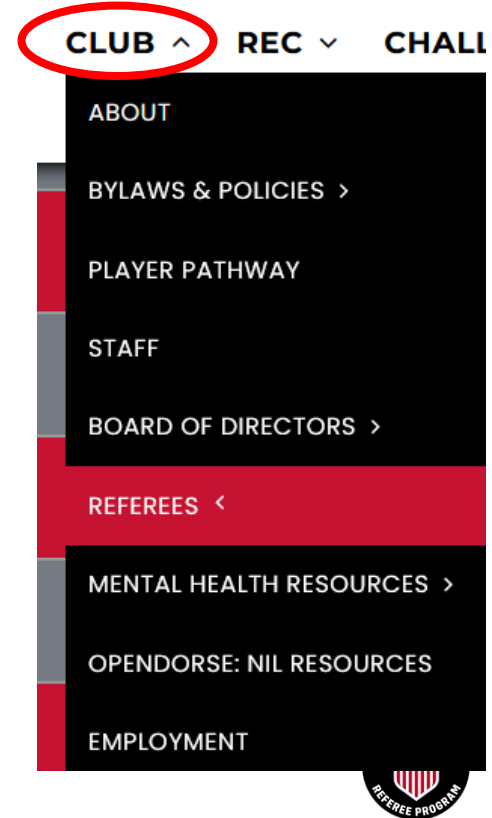 CLUB ^ REC ˅ CHALL
ABOUT
BYLAWS & POLICIES >
PLAYER PATHWAY
STAFF
BOARD OF DIRECTORS >
REFEREES <
MENTAL HEALTH RESOURCES >
OPENDORSE: NIL RESOURCES
EMPLOYMENT
REFEREE PROGRAM